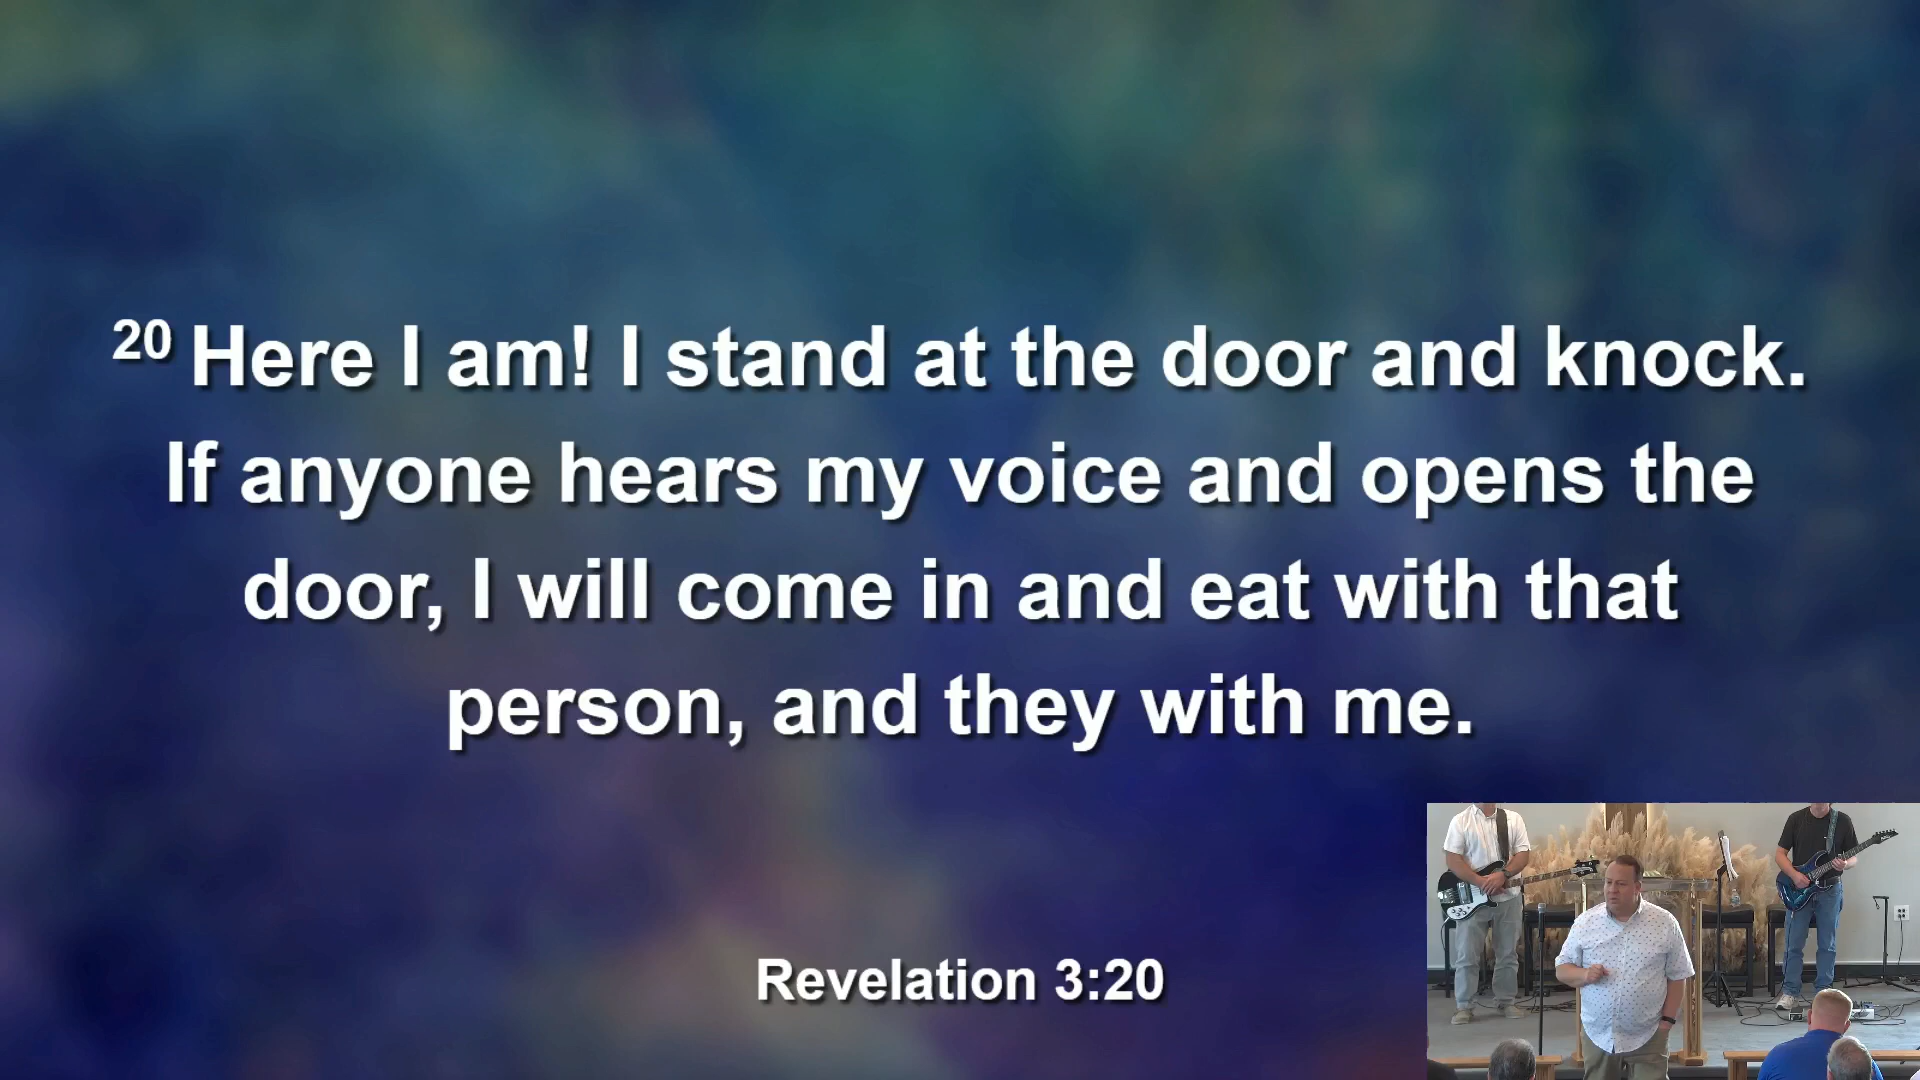 20 Here I am! I stand at the door and knock.
If anyone hears my voice and opens the
door, I will come in and eat with that
person, and they with me.
Revelation 3:20